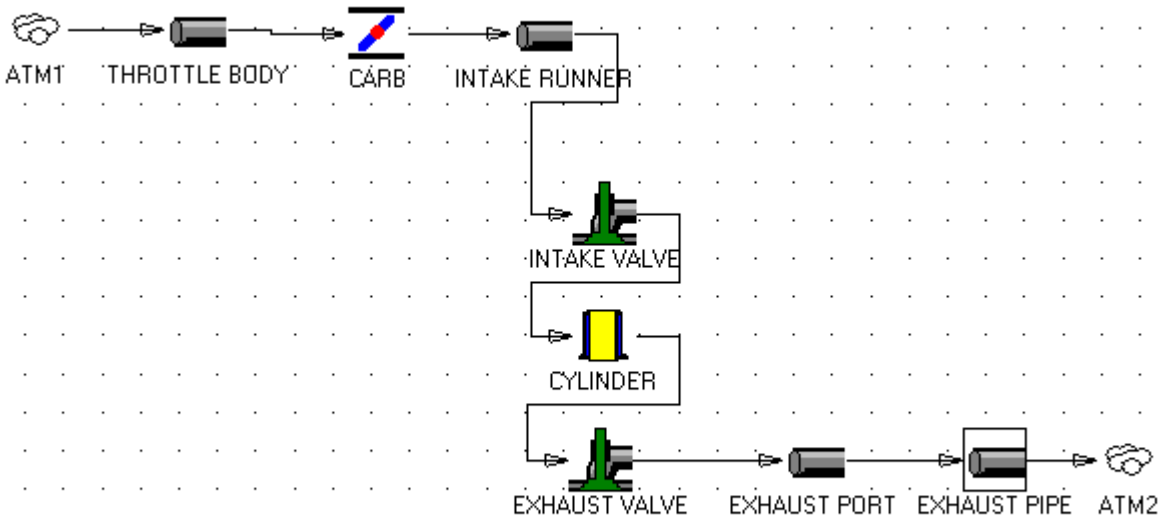 ATM1
THROTTLE BODY
CARB
INTAKE RUNNER
INTAKE VALVE
CYLINDER
EXHAUST VALVE
EXHAUST PORT
EXHAUST PIPE
ATM2